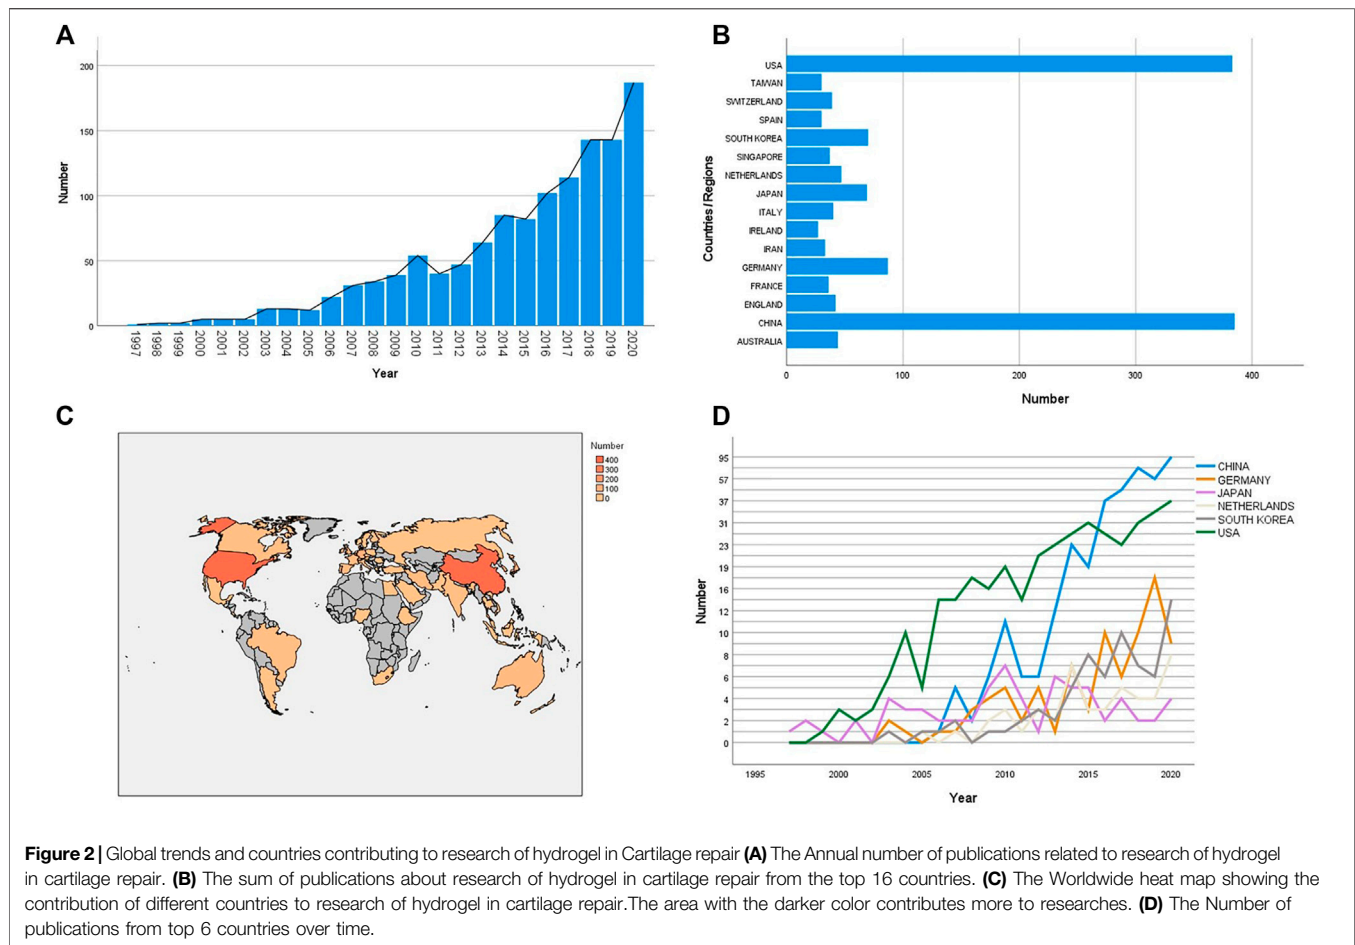 A
200
150
100
50
0
Number
1997
1998
1999
2000
2001
2002
2003
2004
2005
2006
2007
2008
2009
2010
2011
2012
2013
2014
2015
2016
2017
2018
2019
2020
Year
B
Countries / Regions
USA
TAIWAN
SWITZERLAND
SPAIN
SOUTH KOREA
SINGAPORE
NETHERLANDS
JAPAN
ITALY
IRELAND
IRAN
GERMANY
FRANCE
ENGLAND
CHINA
AUSTRALIA
0 100 200 300 400
Number
C
Number
400
300
200
100
0
D
95
57
37
31
23
19
16
12
10
8
6
4
2
0
Number
1995 2000 2005 2010 2015 2020
Year
CHINA
GERMANY
JAPAN
NETHERLANDS
SOUTH KOREA
USA
Figure 2 | Global trends and countries contributing to research of hydrogel in Cartilage repair (A) The Annual number of publications related to research of hydrogel
in cartilage repair. (B) The sum of publications about research of hydrogel in cartilage repair from the top 16 countries. (C) The Worldwide heat map showing the
contribution of different countries to research of hydrogel in cartilage repair.The area with the darker color contributes more to researches. (D) The Number of
publications from top 6 countries over time.